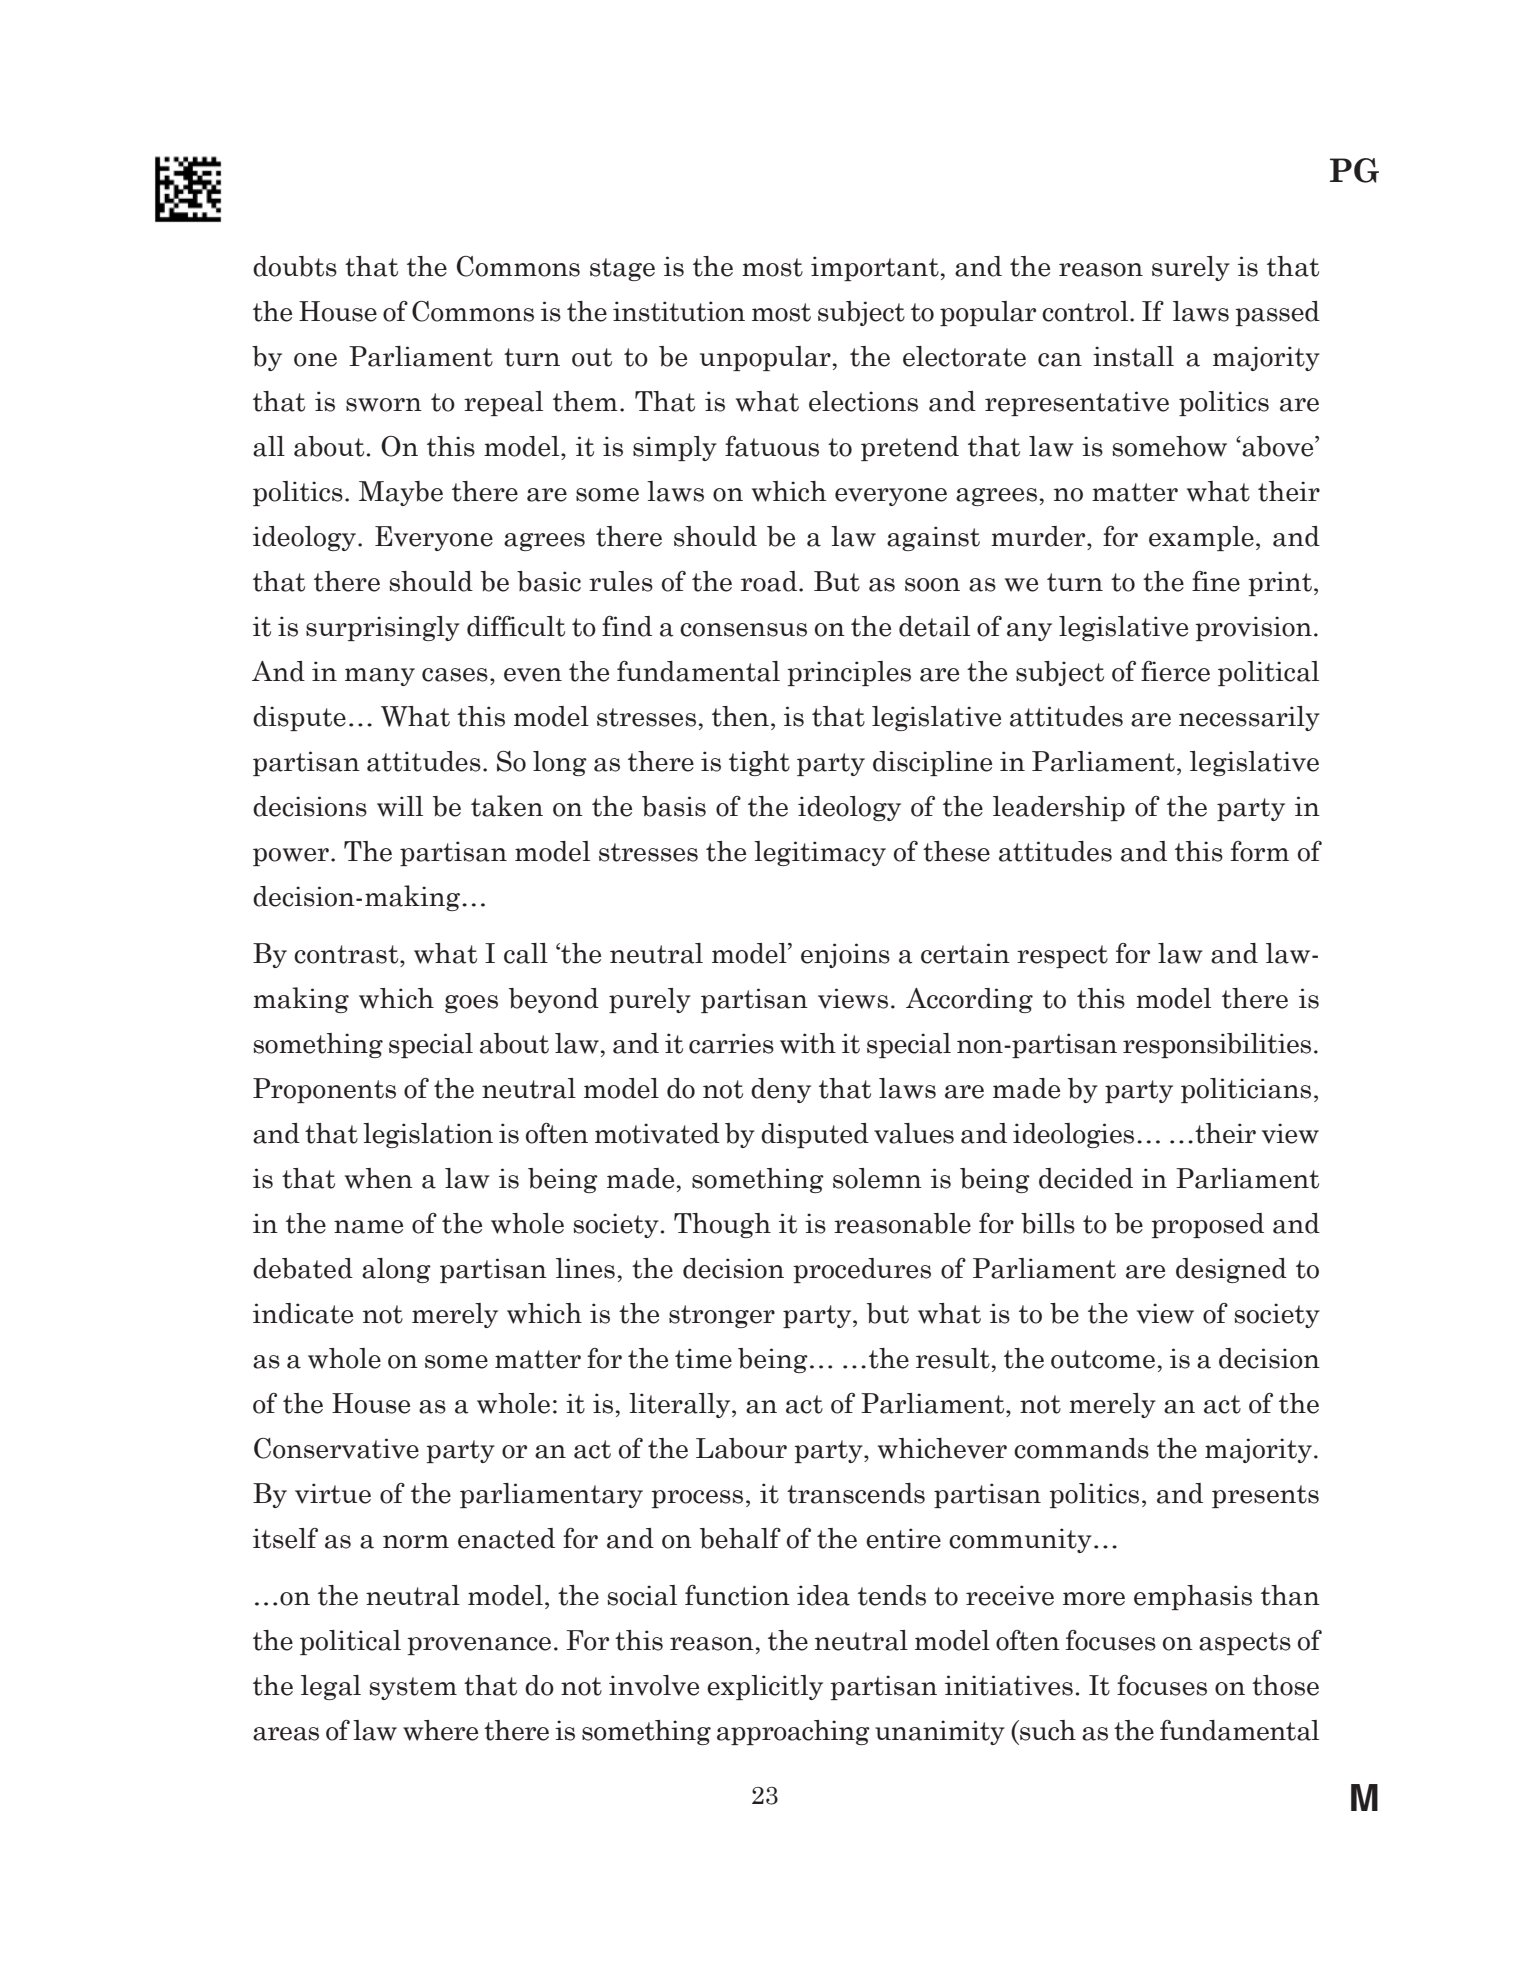 PG
doubts that the Commons stage is the most important, and the reason surely is that
the House of Commons is the institution most subject to popular control. If laws passed
by one Parliament turn out to be unpopular, the electorate can install a majority
that is sworn to repeal them. That is what elections and representative politics are
all about. On this model, it is simply fatuous to pretend that law is somehow ‘above’
politics. Maybe there are some laws on which everyone agrees, no matter what their
ideology. Everyone agrees there should be a law against murder, for example, and
that there should be basic rules of the road. But as soon as we turn to the fine print,
it is surprisingly difficult to find a consensus on the detail of any legislative provision.
And in many cases, even the fundamental principles are the subject of fierce political
dispute… What this model stresses, then, is that legislative attitudes are necessarily
partisan attitudes. So long as there is tight party discipline in Parliament, legislative
decisions will be taken on the basis of the ideology of the leadership of the party in
power. The partisan model stresses the legitimacy of these attitudes and this form of
decision-making…
By contrast, what I call ‘the neutral model’ enjoins a certain respect for law and law-
making which goes beyond purely partisan views. According to this model there is
something special about law, and it carries with it special non-partisan responsibilities.
Proponents of the neutral model do not deny that laws are made by party politicians,
and that legislation is often motivated by disputed values and ideologies… …their view
is that when a law is being made, something solemn is being decided in Parliament
in the name of the whole society. Though it is reasonable for bills to be proposed and
debated along partisan lines, the decision procedures of Parliament are designed to
indicate not merely which is the stronger party, but what is to be the view of society
as a whole on some matter for the time being… …the result, the outcome, is a decision
of the House as a whole: it is, literally, an act of Parliament, not merely an act of the
Conservative party or an act of the Labour party, whichever commands the majority.
By virtue of the parliamentary process, it transcends partisan politics, and presents
itself as a norm enacted for and on behalf of the entire community…
…on the neutral model, the social function idea tends to receive more emphasis than
the political provenance. For this reason, the neutral model often focuses on aspects of
the legal system that do not involve explicitly partisan initiatives. It focuses on those
areas of law where there is something approaching unanimity (such as the fundamental
23
M